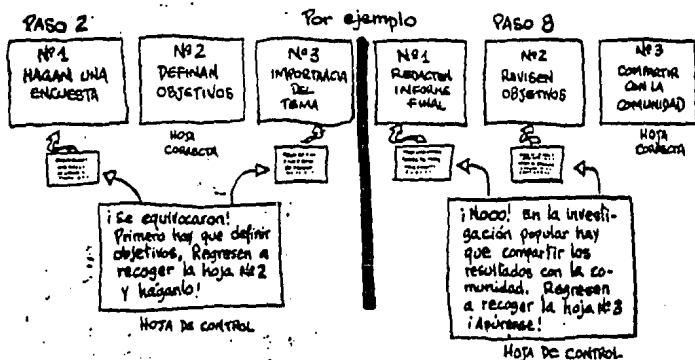 Por ejemplo
PASO 2
Nº1
HAGAN UNA
ENCUESTA
Nº2
DEFINAN
OBJETIVOS
HOJA
CORRECTA
Nº3
IMPORTANCIA
DEL
TEMA
¡Se equivocaron!
Primero hay que definir
objetivos, Regresen a
recoger la hoja Nº2
y háganlo!
HOJA DE CONTROL
PASO 8
Nº1
REDACTEN
INFORME
FINAL
Nº2
REVISEN
OBJETIVOS
Nº3
COMPARTIR
CON LA
COMUNIDAD
HOJA
CORRECTA
¡Nooo! En la investi-
gación popular hay
que compartir los
resultados con la co-
munidad. Regresen
a recoger la hoja Nº3
¡Apúrense!
HOJA DE CONTROL